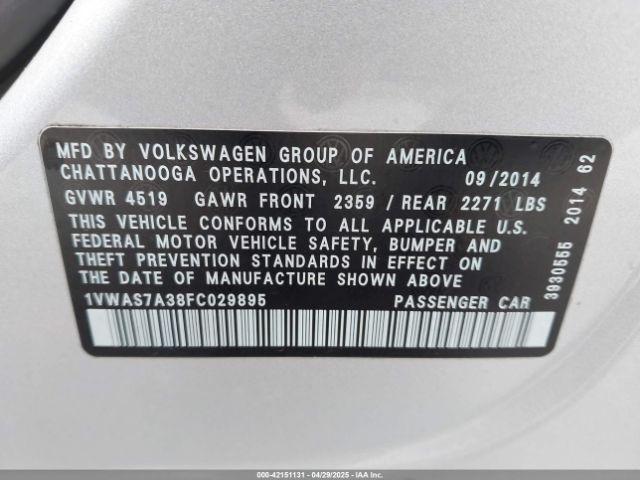 MFD BY VOLKSWAGEN GROUP OF AMERICA
CHATTANOOGA OPERATIONS, LLC. 09/2014
GVWR 4519 GAWR FRONT 2359 / REAR 2271 LBS
THIS VEHICLE CONFORMS TO ALL APPLICABLE U.S.
FEDERAL MOTOR VEHICLE SAFETY, BUMPER AND
THEFT PREVENTION STANDARDS IN EFFECT ON
THE DATE OF MANUFACTURE SHOWN ABOVE
1VWAS7A38FC029895 PASSENGER CAR
3930555 2014 62
000-42151131 - 04/29/2025 - IAAI.COM